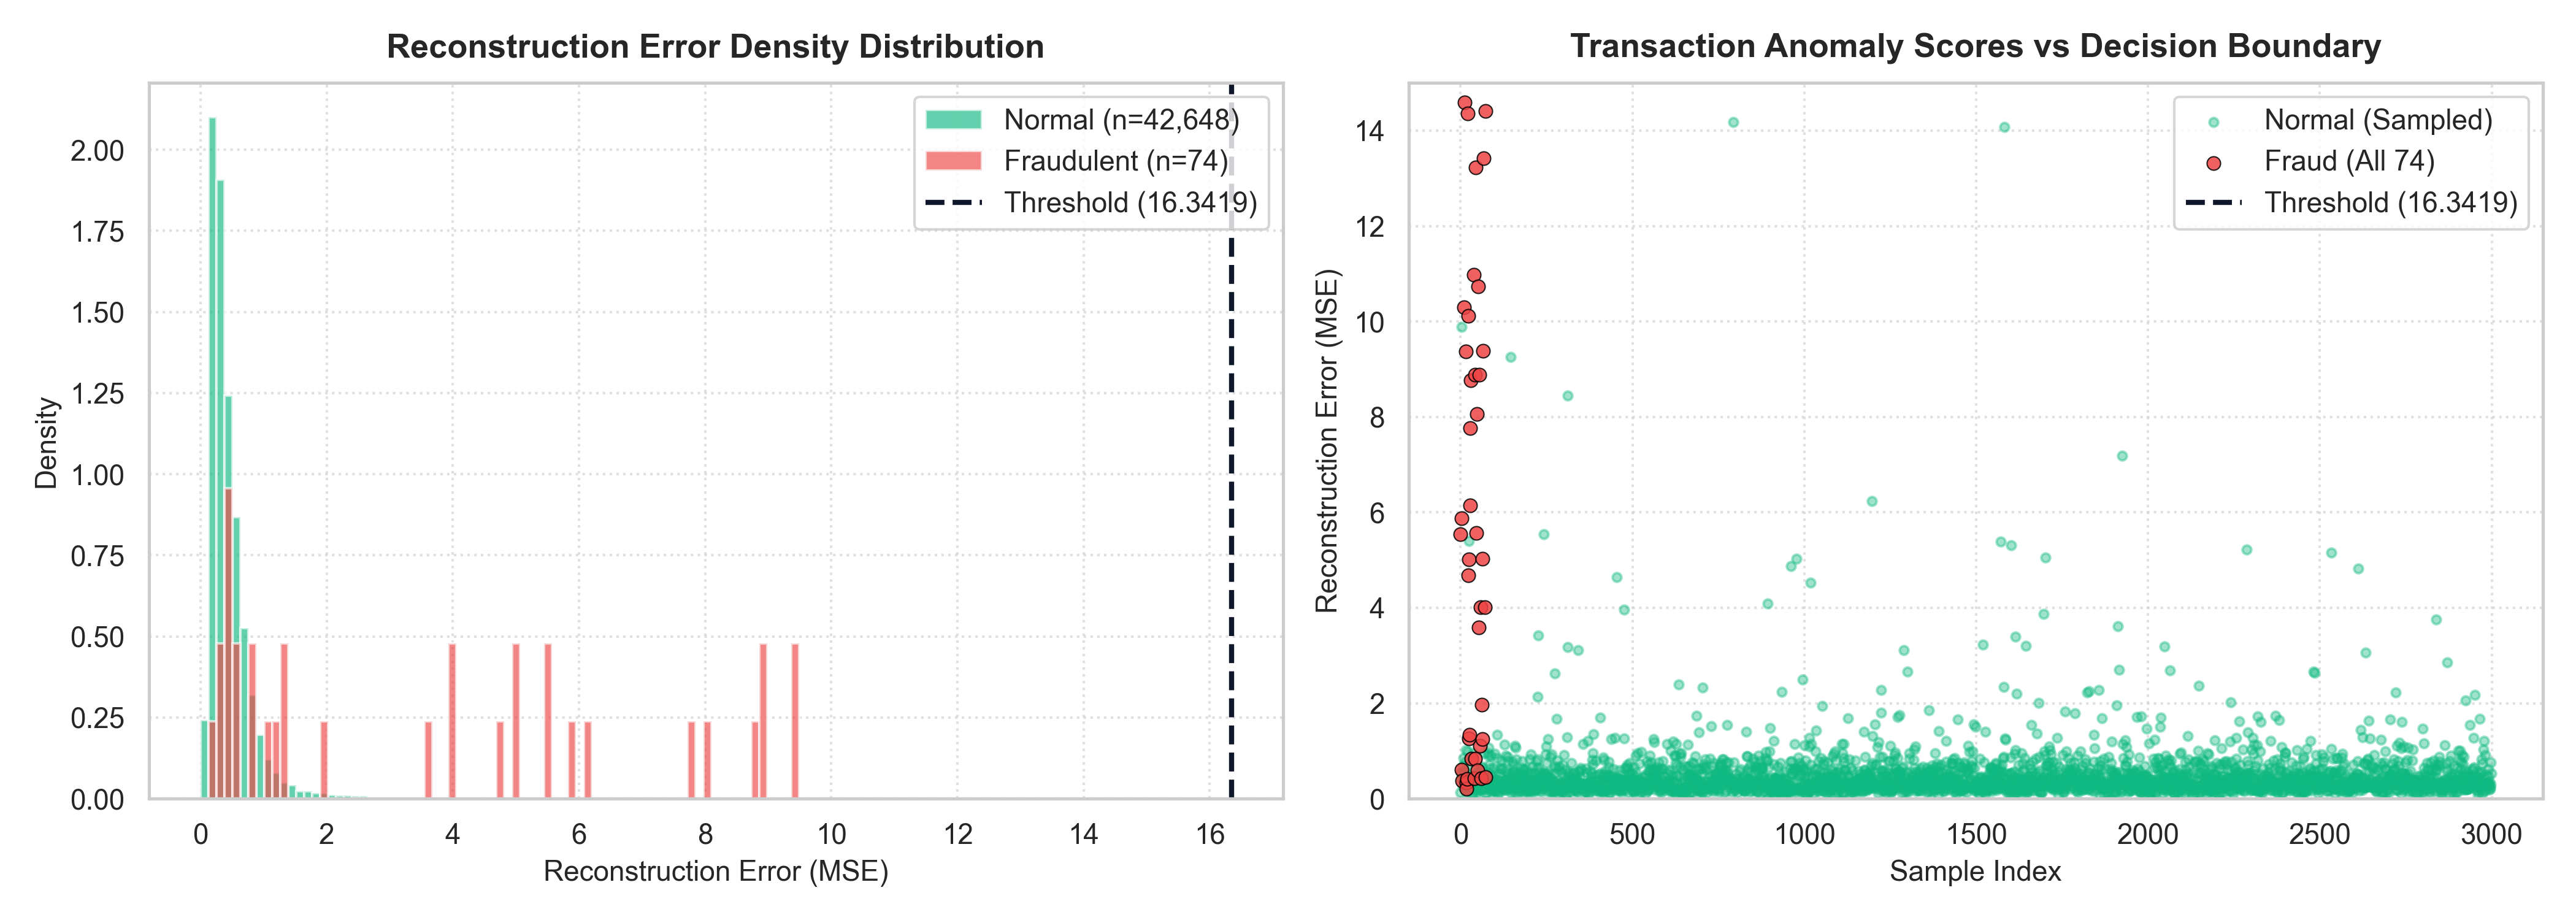 Reconstruction Error Density Distribution
Density
2.00
1.75
1.50
1.25
1.00
0.75
0.50
0.25
0.00
0 2 4 6 8 10 12 14 16
Reconstruction Error (MSE)
Normal (n=42,648)
Fraudulent (n=74)
Threshold (16.3419)
Transaction Anomaly Scores vs Decision Boundary
Reconstruction Error (MSE)
14
12
10
8
6
4
2
0
0 500 1000 1500 2000 2500 3000
Sample Index
Normal (Sampled)
Fraud (All 74)
Threshold (16.3419)